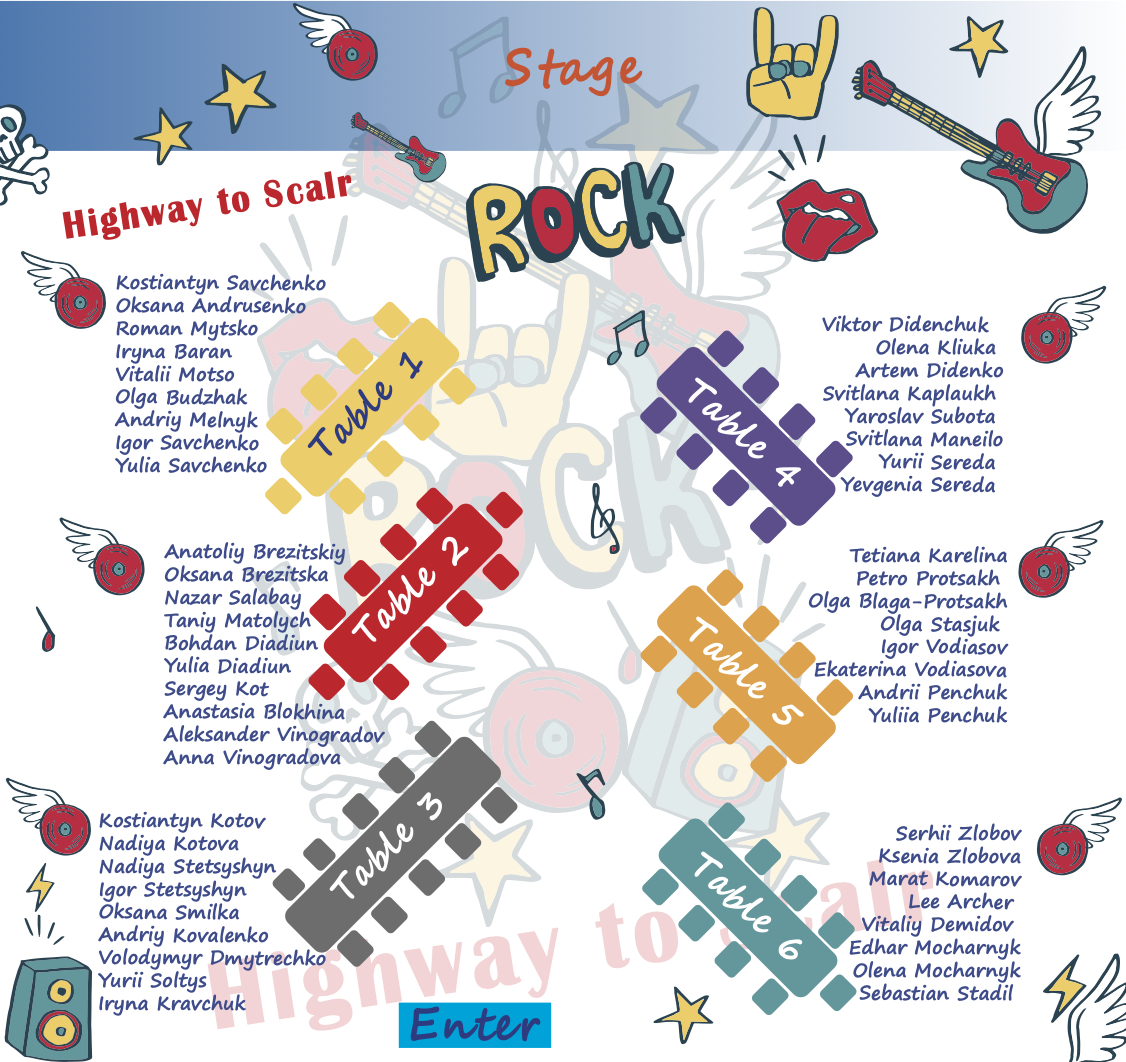 Stage
Highway to Scalr
ROCK
Kostiantyn Savchenko
Oksana Andrusenko
Roman Mytsko
Iryna Baran
Vitalii Motso
Olga Budzhak
Andriy Melnyk
Igor Savchenko
Yulia Savchenko
Table 1
Viktor Didenchuk
Olena Kliuka
Artem Didenko
Svitlana Kaplaukh
Yaroslav Subota
Svitlana Maneilo
Yurii Sereda
Yevgenia Sereda
Table 4
ROCK
Anatoliy Brezitskiy
Oksana Brezitska
Nazar Salabay
Taniy Matolych
Bohdan Diadiun
Yulia Diadiun
Sergey Kot
Anastasia Blokhina
Aleksander Vinogradov
Anna Vinogradova
Table 2
Tetiana Karelina
Petro Protsakh
Olga Blaga-Protsakh
Olga Stasjuk
Igor Vodiasov
Ekaterina Vodiasova
Andrii Penchuk
Yuliia Penchuk
Table 5
Kostiantyn Kotov
Nadiya Kotova
Nadiya Stetsyshyn
Igor Stetsyshyn
Oksana Smilka
Andriy Kovalenko
Volodymyr Dmytrechko
Yurii Soltys
Iryna Kravchuk
Table 3
Serhii Zlobov
Ksenia Zlobova
Marat Komarov
Lee Archer
Vitaliy Demidov
Edhar Mocharnyk
Olena Mocharnyk
Sebastian Stadil
Table 6
Highway to Scalr
Enter